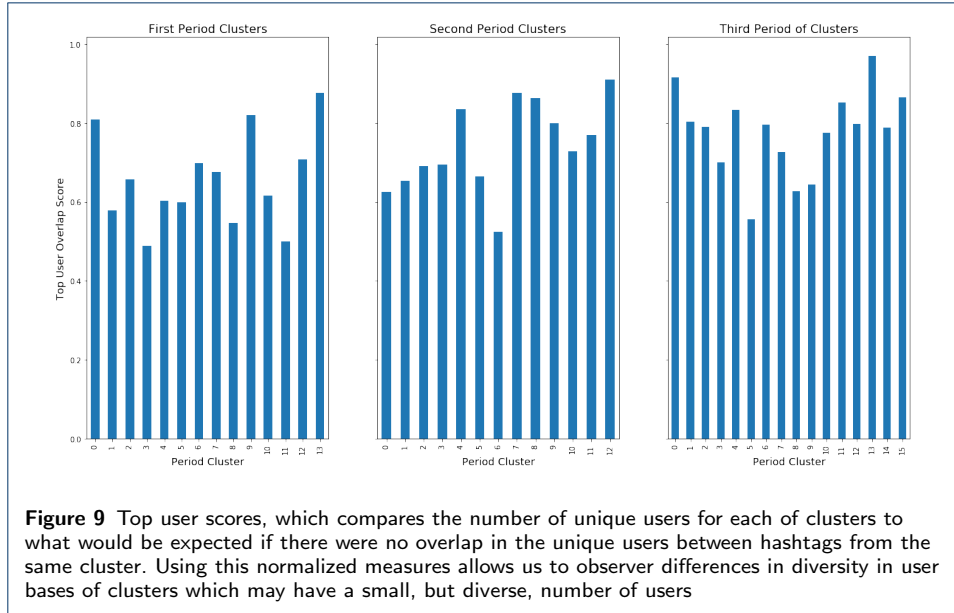 First Period Clusters
Second Period Clusters
Third Period of Clusters
1.0
0.8
0.6
0.4
0.2
0.0
Top User Overlap Score
0 1 2 3 4 5 6 7 8 9 10 11 12 13
0 1 2 3 4 5 6 7 8 9 10 11 12
0 1 2 3 4 5 6 7 8 9 10 11 12 13 14 15
Period Cluster
Period Cluster
Period Cluster
Figure 9 Top user scores, which compares the number of unique users for each of clusters to
what would be expected if there were no overlap in the unique users between hashtags from the
same cluster. Using this normalized measures allows us to observer differences in diversity in user
bases of clusters which may have a small, but diverse, number of users